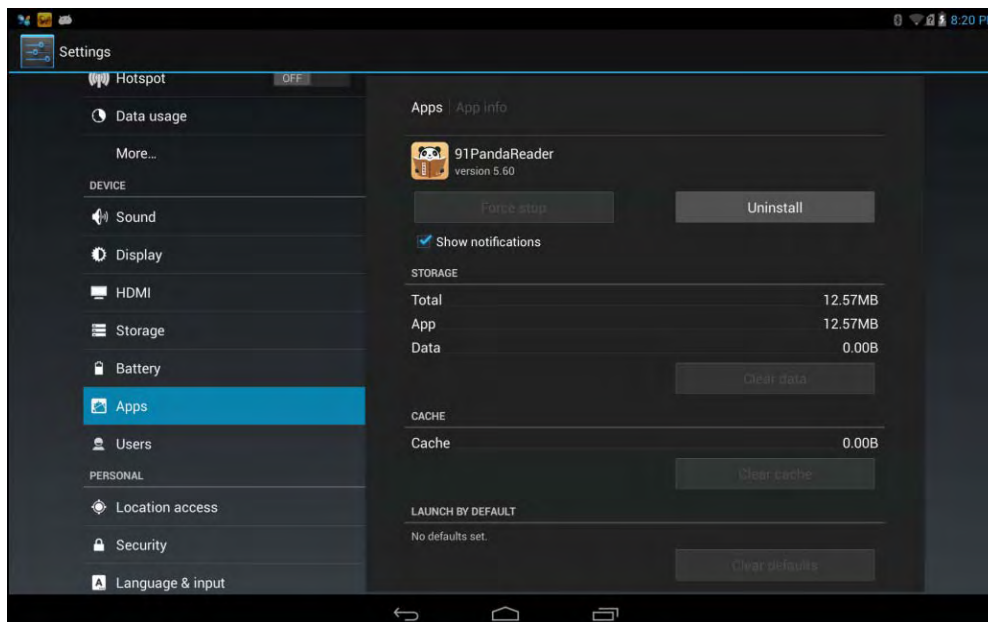 8:20 P
Settings
Hotspot OFF
Data usage
More...
DEVICE
Sound
Display
HDMI
Storage
Battery
Apps
Users
PERSONAL
Location access
Security
A Language & input
Apps App info
91PandaReader
version 5.60
Force stop Uninstall
Show notifications
STORAGE
Total 12.57MB
App 12.57MB
Data 0.00B
Clear data
CACHE
Cache 0.00B
Clear cache
LAUNCH BY DEFAULT
No defaults set.
Clear defaults